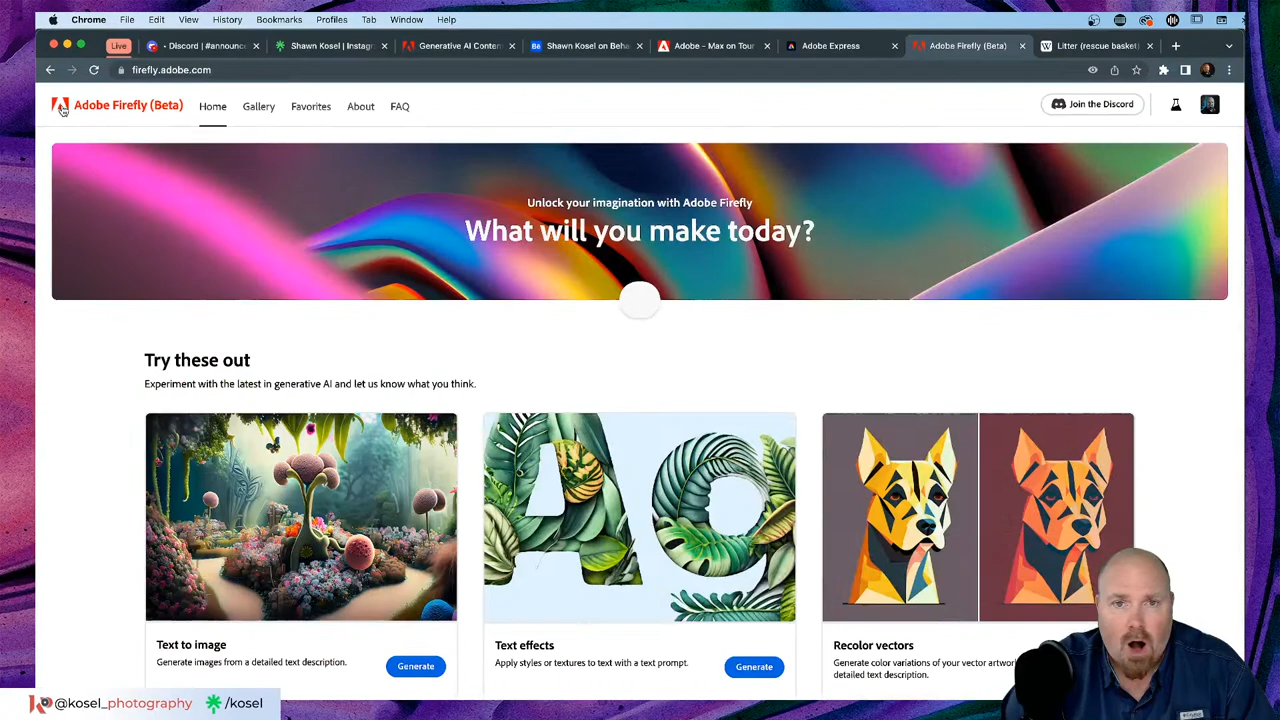 Chrome File Edit View History Bookmarks Profiles Tab Window Help
Live
Discord | #announc
Shawn Kosel | Instagr
Generative AI Conten
Shawn Kosel on Beha
Adobe - Max on Tour
Adobe Express
Adobe Firefly (Beta)
Litter (rescue basket)
firefly.adobe.com
Adobe Firefly (Beta)
Home Gallery Favorites About FAQ
Join the Discord
Unlock your imagination with Adobe Firefly
What will you make today?
Try these out
Experiment with the latest in generative AI and let us know what you think.
Ag
Text to image
Generate images from a detailed text description.
Generate
Text effects
Apply styles or textures to text with a text prompt.
Generate
Recolor vectors
Generate color variations of your vector artwo
detailed text description.
@kosel_photography
/kosel